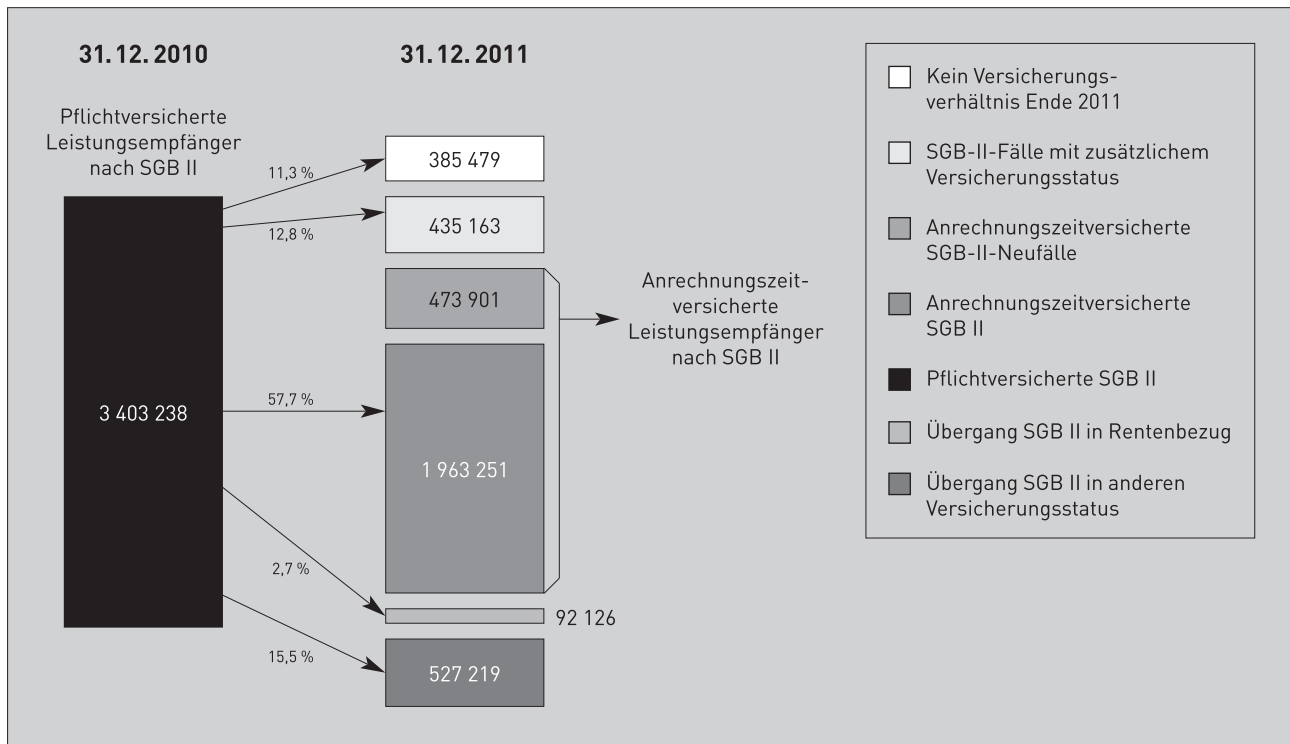 31.12.2010
Pflichtversicherte
Leistungsempfänger
nach SGB II
3 403 238
11,3 %
12,8 %
57,7 %
2,7 %
15,5 %
31.12.2011
385 479
435 163
473 901
1 963 251
92 126
527 219
Anrechnungszeit-
versicherte
Leistungsempfänger
nach SGB II
Kein Versicherungs-
verhältnis Ende 2011
SGB-II-Fälle mit zusätzlichem
Versicherungsstatus
Anrechnungszeitversicherte
SGB-II-Neufälle
Anrechnungszeitversicherte
SGB II
Pflichtversicherte SGB II
Übergang SGB II in Rentenbezug
Übergang SGB II in anderen
Versicherungsstatus